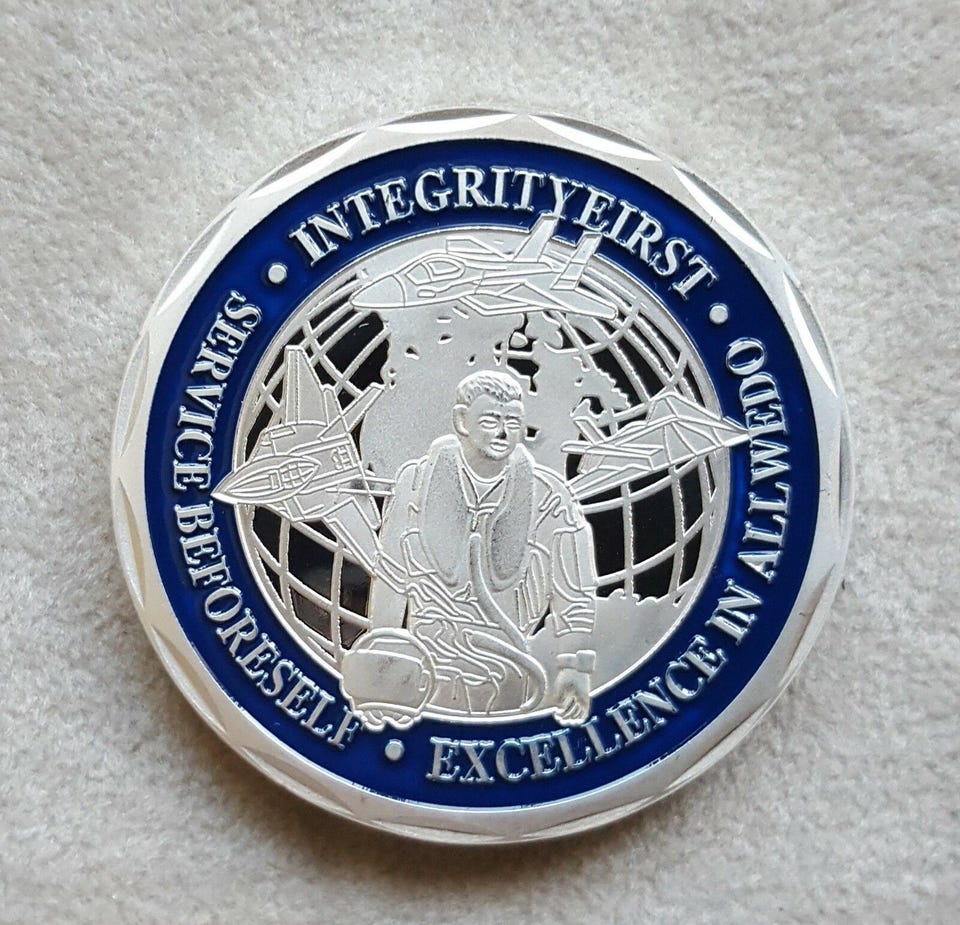 INTEGRITYEIRST
SERVICE BEFORESELF
EXCELLENCE IN ALLWEDO